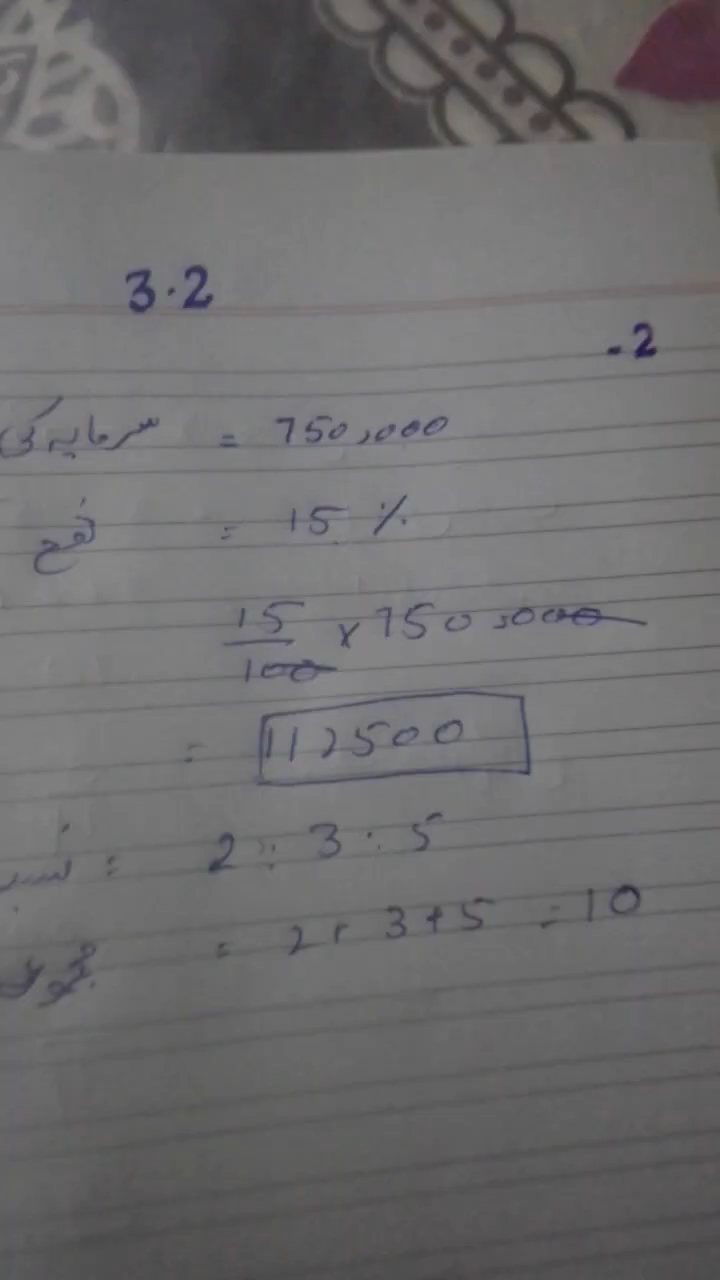 3.2
-2
سرمایہ کی = 750,000
نفع = 15 %
15/100 x 750,000
= 112500
: 2 : 3 : 5
= 2 + 3 + 5 = 10